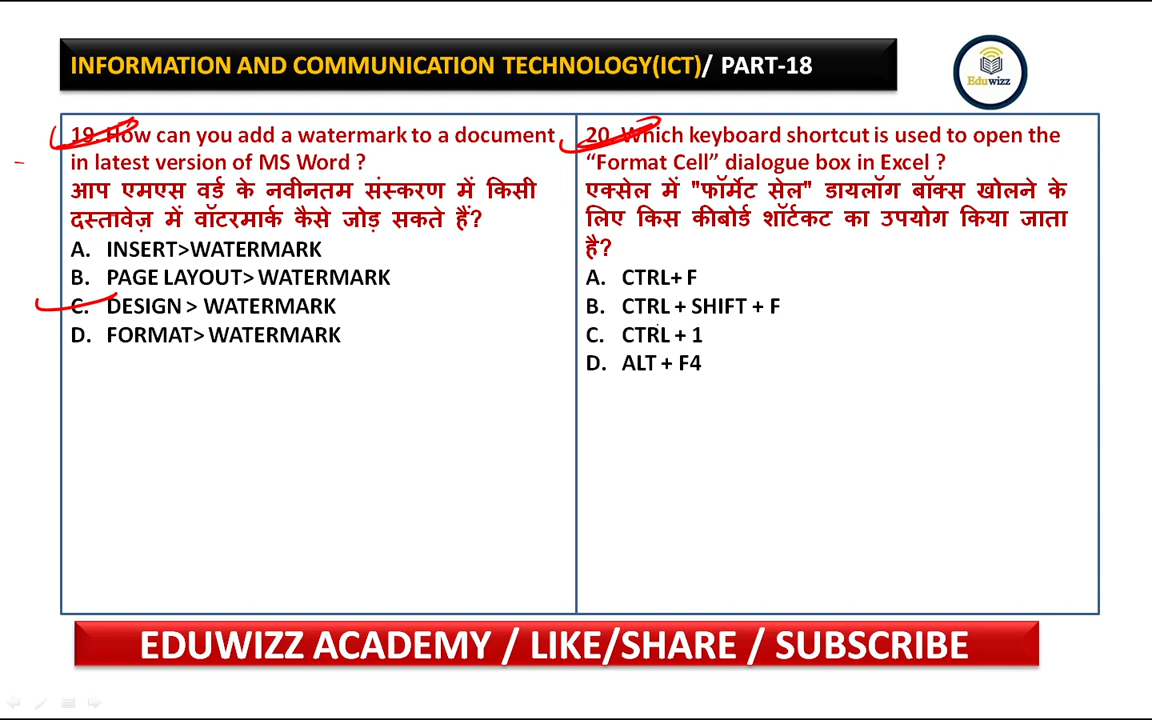 INFORMATION AND COMMUNICATION TECHNOLOGY(ICT)/ PART-18
Eduwizz
19. How can you add a watermark to a document
in latest version of MS Word ?
आप एमएस वर्ड के नवीनतम संस्करण में किसी
दस्तावेज़ में वॉटरमार्क कैसे जोड़ सकते हैं?
A. INSERT>WATERMARK
B. PAGE LAYOUT> WATERMARK
C. DESIGN > WATERMARK
D. FORMAT> WATERMARK
20. Which keyboard shortcut is used to open the
“Format Cell” dialogue box in Excel ?
एक्सेल में "फॉर्मेट सेल" डायलॉग बॉक्स खोलने के
लिए किस कीबोर्ड शॉर्टकट का उपयोग किया जाता
है?
A. CTRL+ F
B. CTRL + SHIFT + F
C. CTRL + 1
D. ALT + F4
EDUWIZZ ACADEMY / LIKE/SHARE / SUBSCRIBE